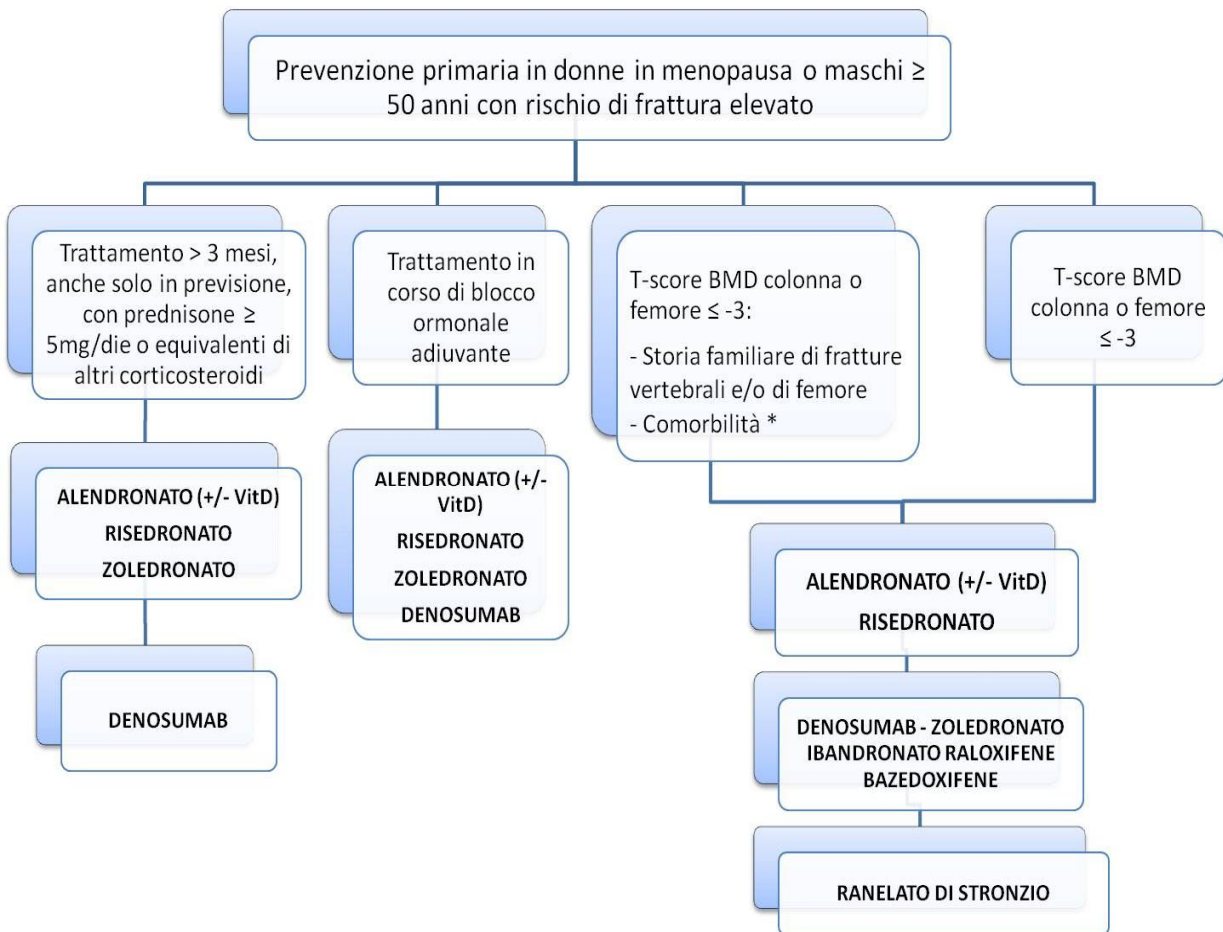 Prevenzione primaria in donne in menopausa o maschi ≥
50 anni con rischio di frattura elevato
Trattamento > 3 mesi,
anche solo in previsione,
con prednisone ≥
5mg/die o equivalenti di
altri corticosteroidi
Trattamento in
corso di blocco
ormonale
adiuvante
T-score BMD colonna o
femore ≤ -3:
- Storia familiare di fratture
vertebrali e/o di femore
- Comorbilità *
T-score BMD
colonna o femore
≤ -3
ALENDRONATO (+/- VitD)
RISEDRONATO
ZOLEDRONATO
ALENDRONATO (+/-
VitD)
RISEDRONATO
ZOLEDRONATO
DENOSUMAB
ALENDRONATO (+/- VitD)
RISEDRONATO
DENOSUMAB
DENOSUMAB - ZOLEDRONATO
IBANDRONATO RALOXIFENE
BAZEDOXIFENE
RANELATO DI STRONZIO